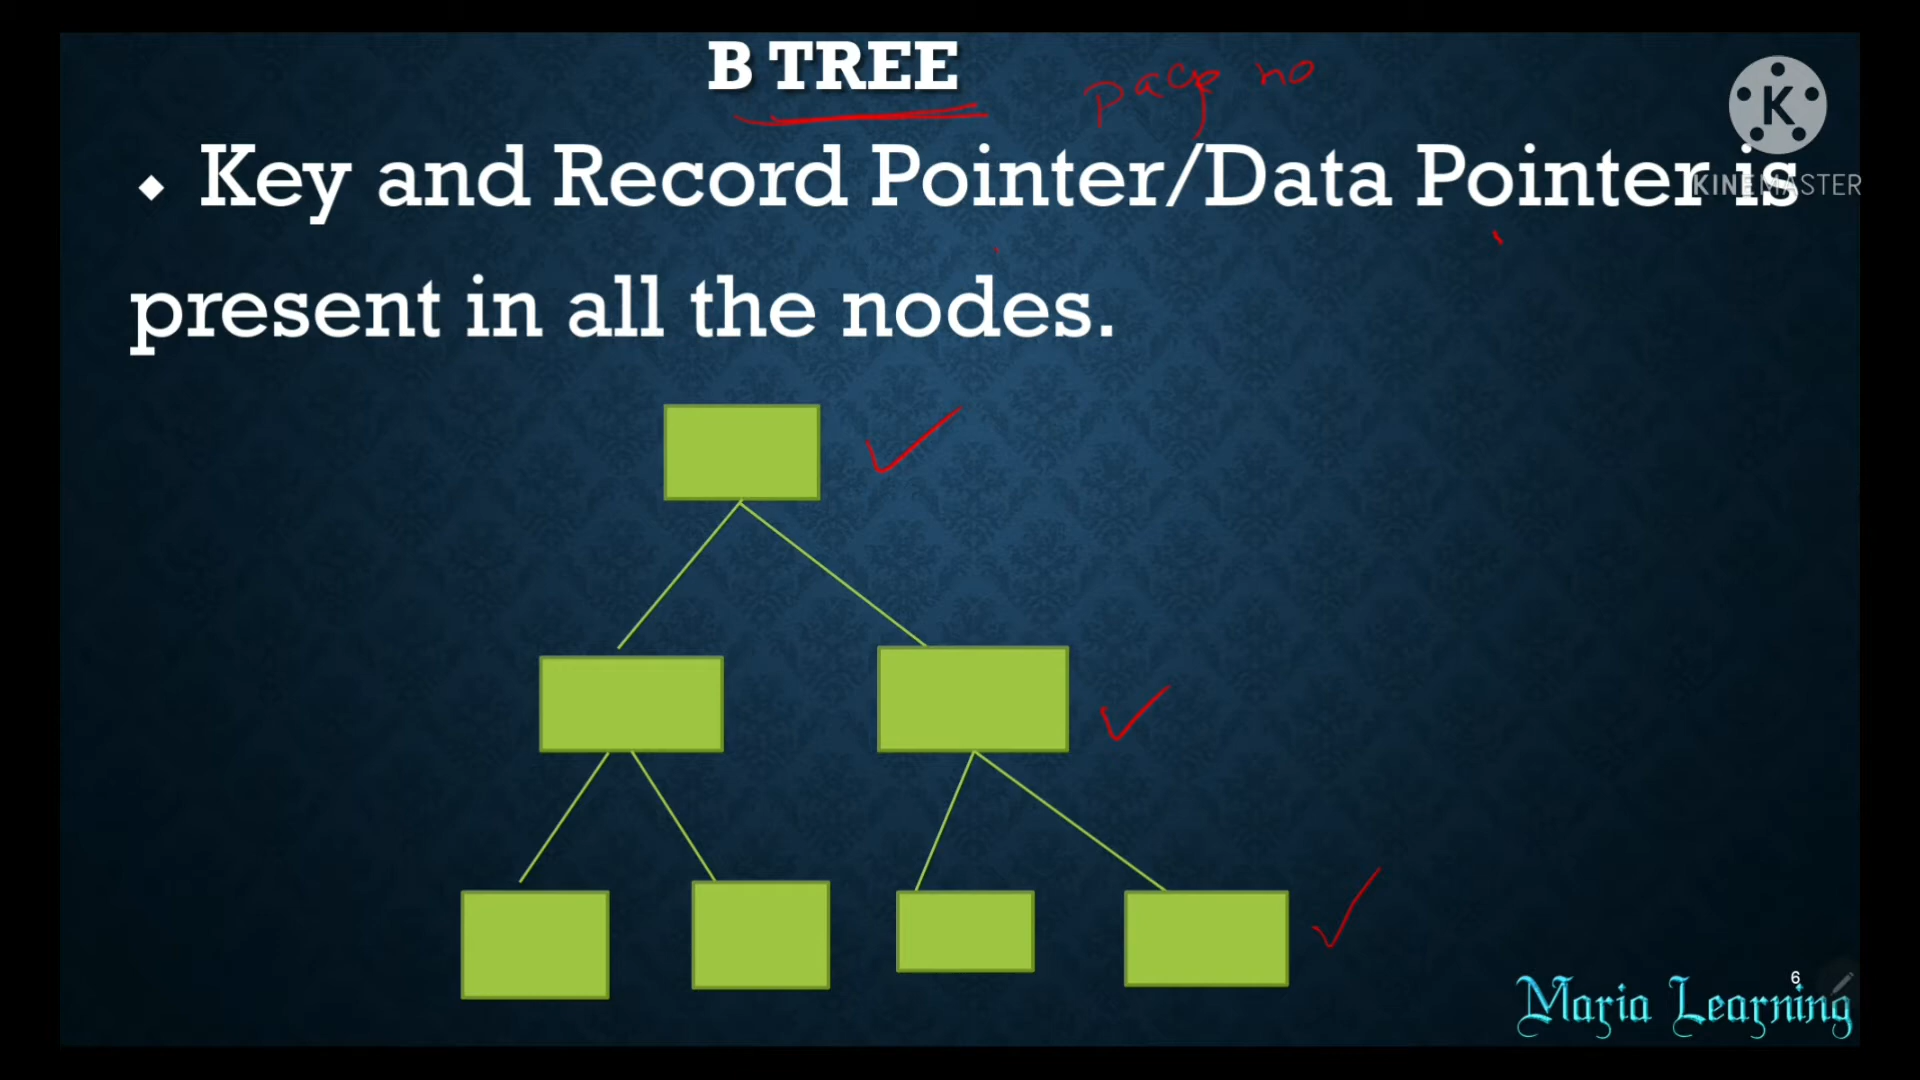 B TREE
page no
K
KINEMASTER
◆ Key and Record Pointer/Data Pointer is
present in all the nodes.
6
Maria Learning